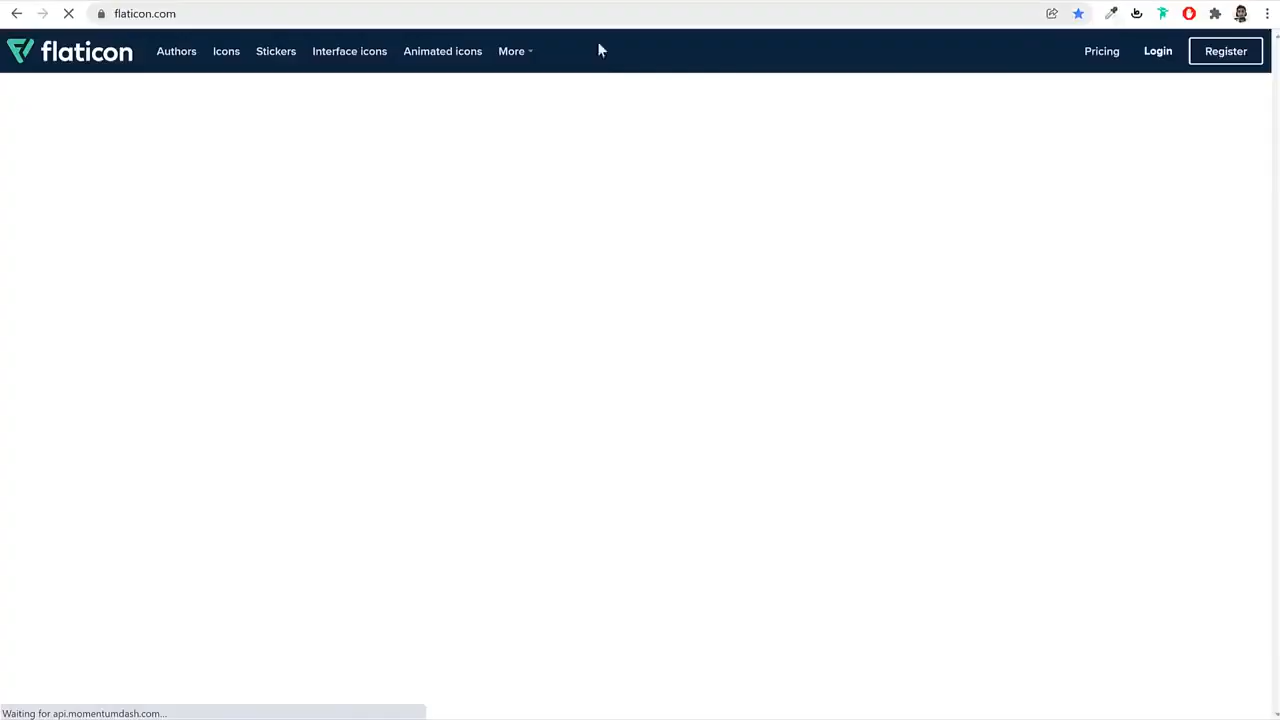 flaticon.com
flaticon Authors Icons Stickers Interface icons Animated icons More Pricing Login Register
Waiting for api.momentumdash.com...